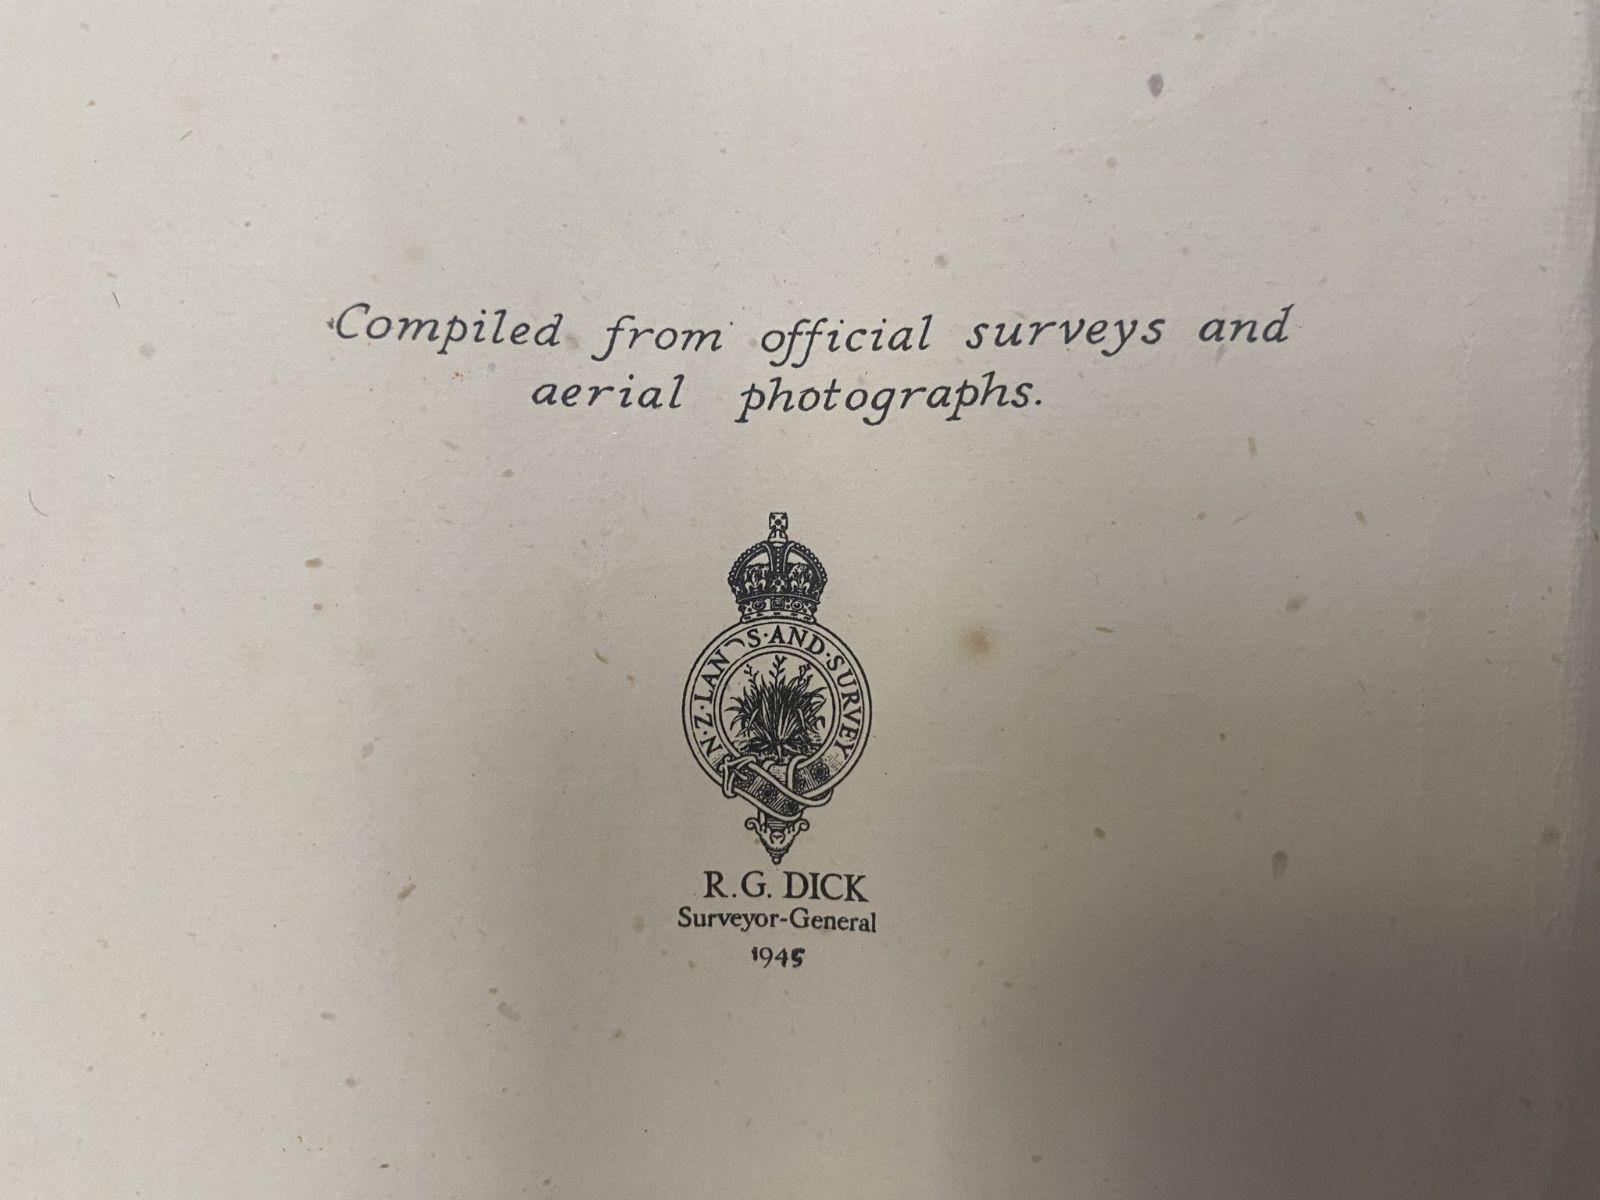 Compiled from official surveys and
aerial photographs.
N·Z·LANDS·AND·SURVEY
R.G. DICK
Surveyor-General
1945